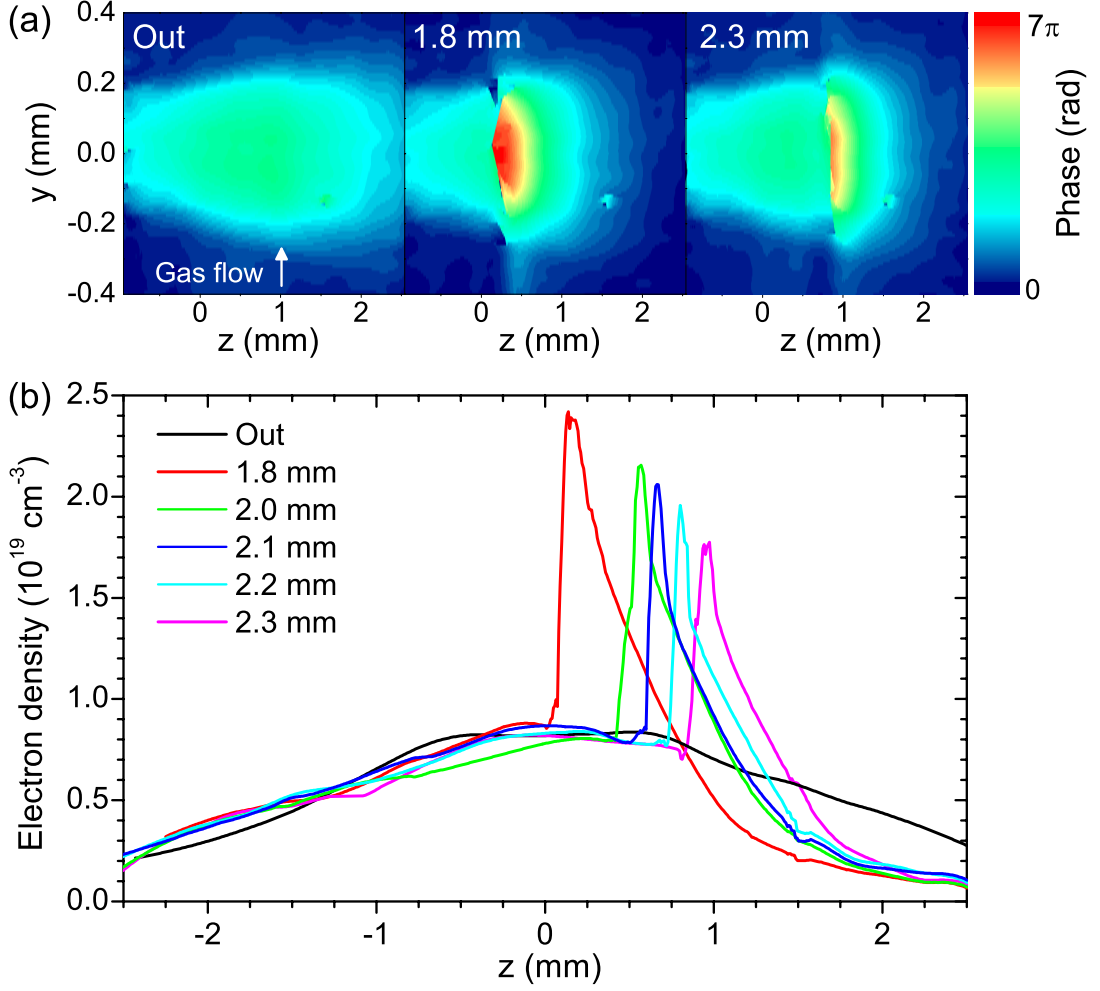 (a)
Out
1.8 mm
2.3 mm
7π
0.4
0.2
0.0
-0.2
-0.4
y (mm)
Gas flow
Phase (rad)
0
0 1 2
0 1 2
0 1 2
z (mm)
z (mm)
z (mm)
(b)
2.5
2.0
1.5
1.0
0.5
0.0
Electron density (10^19 cm^-3)
Out
1.8 mm
2.0 mm
2.1 mm
2.2 mm
2.3 mm
-2 -1 0 1 2
z (mm)